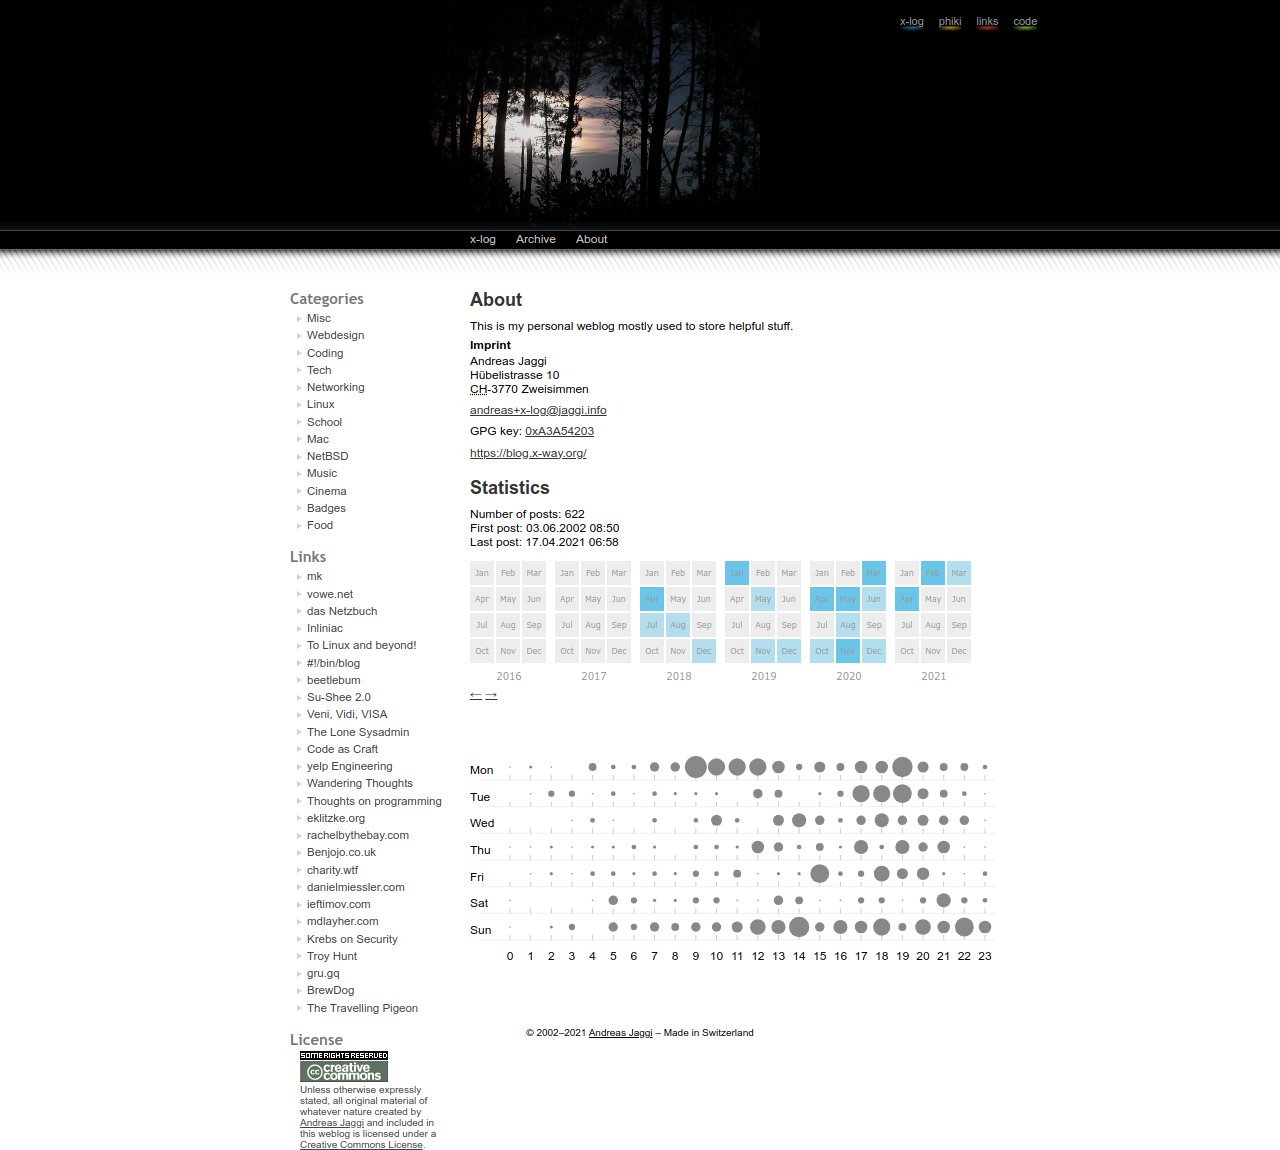 x-log phiki links code
x-log Archive About
Categories
Misc
Webdesign
Coding
Tech
Networking
Linux
School
Mac
NetBSD
Music
Cinema
Badges
Food
Links
mk
vowe.net
das Netzbuch
Inliniac
To Linux and beyond!
#!/bin/blog
beetlebum
Su-Shee 2.0
Veni, Vidi, VISA
The Lone Sysadmin
Code as Craft
yelp Engineering
Wandering Thoughts
Thoughts on programming
eklitzke.org
rachelbythebay.com
Benjojo.co.uk
charity.wtf
danielmiessler.com
ieftimov.com
mdlayher.com
Krebs on Security
Troy Hunt
gru.gq
BrewDog
The Travelling Pigeon
License
SOME RIGHTS RESERVED
cc creative commons
Unless otherwise expressly
stated, all original material of
whatever nature created by
Andreas Jaggi and included in
this weblog is licensed under a
Creative Commons License.
About
This is my personal weblog mostly used to store helpful stuff.
Imprint
Andreas Jaggi
Hübelistrasse 10
CH-3770 Zweisimmen
andreas+x-log@jaggi.info
GPG key: 0xA3A54203
https://blog.x-way.org/
Statistics
Number of posts: 622
First post: 03.06.2002 08:50
Last post: 17.04.2021 06:58
Jan Feb Mar Jan Feb Mar Jan Feb Mar Jan Feb Mar Jan Feb Mar Jan Feb Mar
Apr May Jun Apr May Jun Apr May Jun Apr May Jun Apr May Jun Apr May Jun
Jul Aug Sep Jul Aug Sep Jul Aug Sep Jul Aug Sep Jul Aug Sep Jul Aug Sep
Oct Nov Dec Oct Nov Dec Oct Nov Dec Oct Nov Dec Oct Nov Dec Oct Nov Dec
2016 2017 2018 2019 2020 2021
← →
Mon
Tue
Wed
Thu
Fri
Sat
Sun
0 1 2 3 4 5 6 7 8 9 10 11 12 13 14 15 16 17 18 19 20 21 22 23
© 2002–2021 Andreas Jaggi – Made in Switzerland